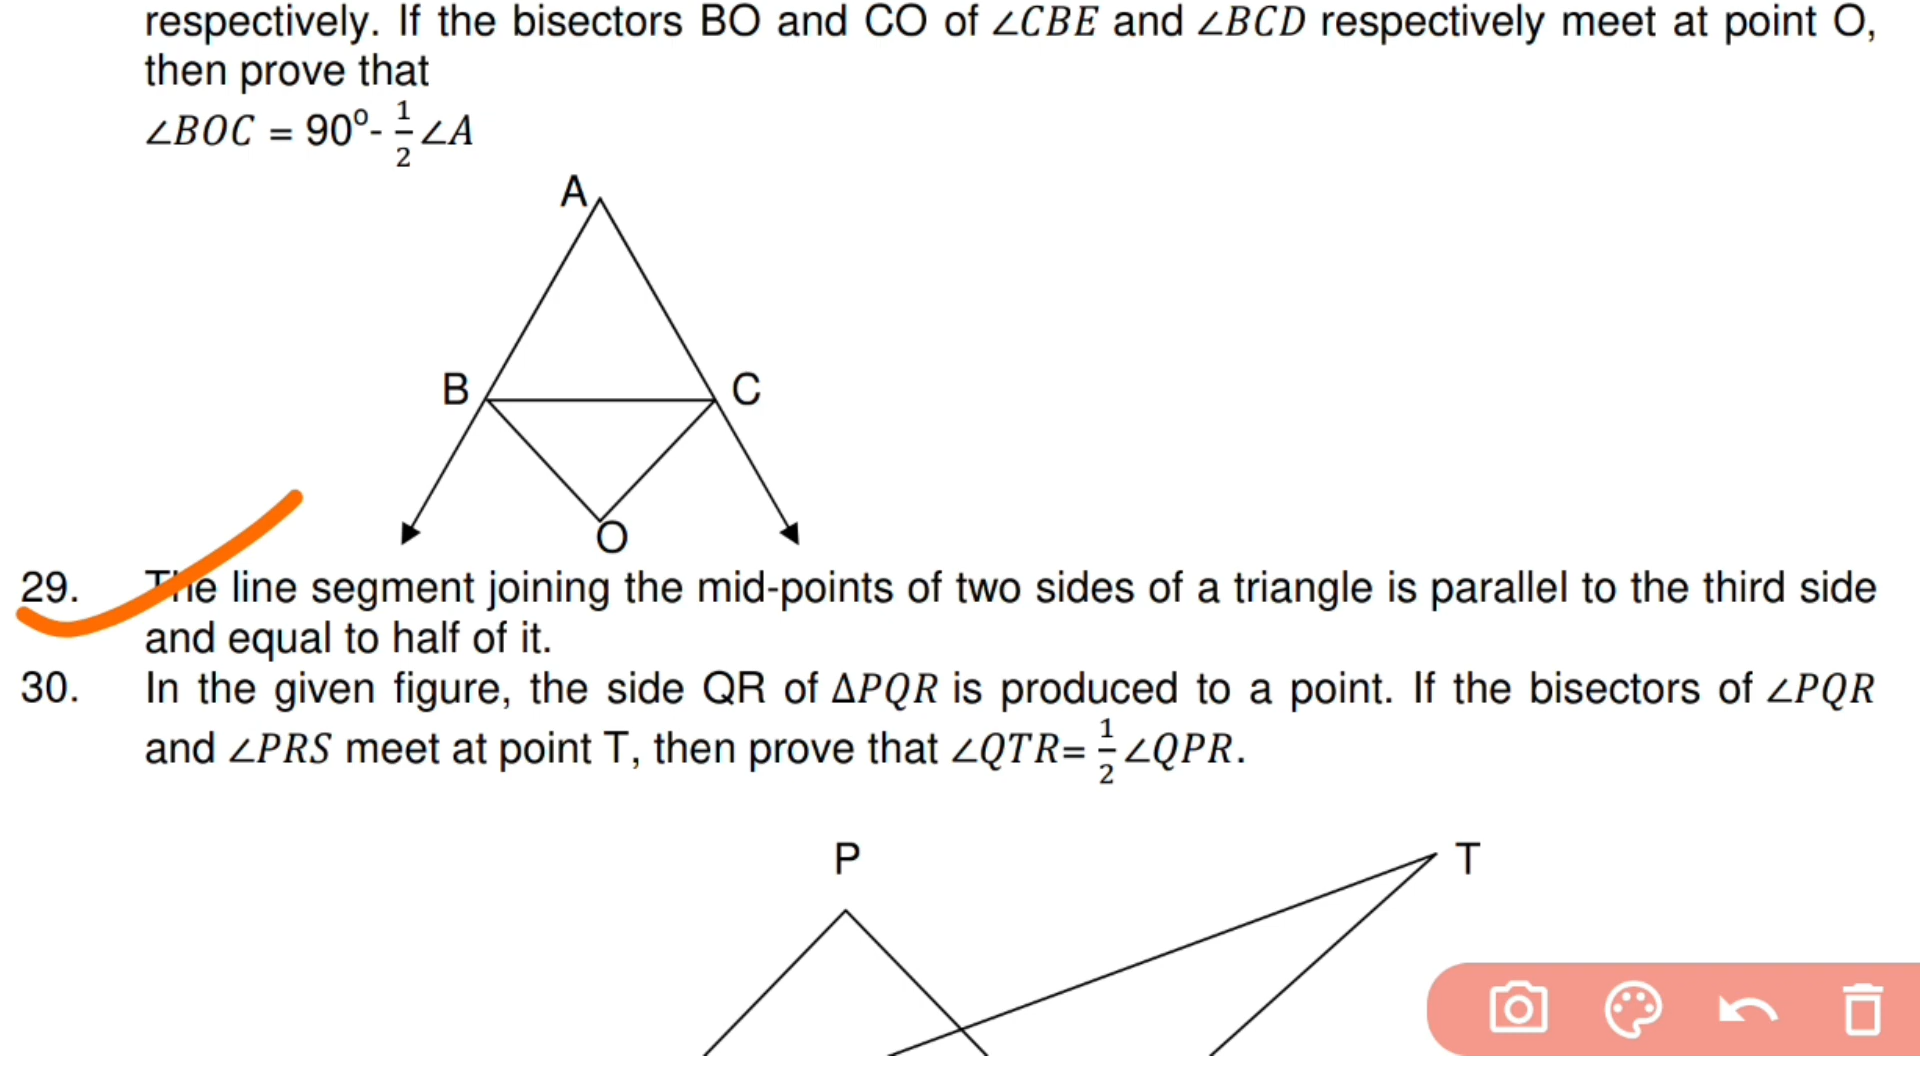 respectively. If the bisectors BO and CO of ∠CBE and ∠BCD respectively meet at point O,
then prove that
∠BOC = 90º- 1/2 ∠A
A
B
C
O
29. The line segment joining the mid-points of two sides of a triangle is parallel to the third side
and equal to half of it.
30. In the given figure, the side QR of ΔPQR is produced to a point. If the bisectors of ∠PQR
and ∠PRS meet at point T, then prove that ∠QTR= 1/2 ∠QPR.
P
T